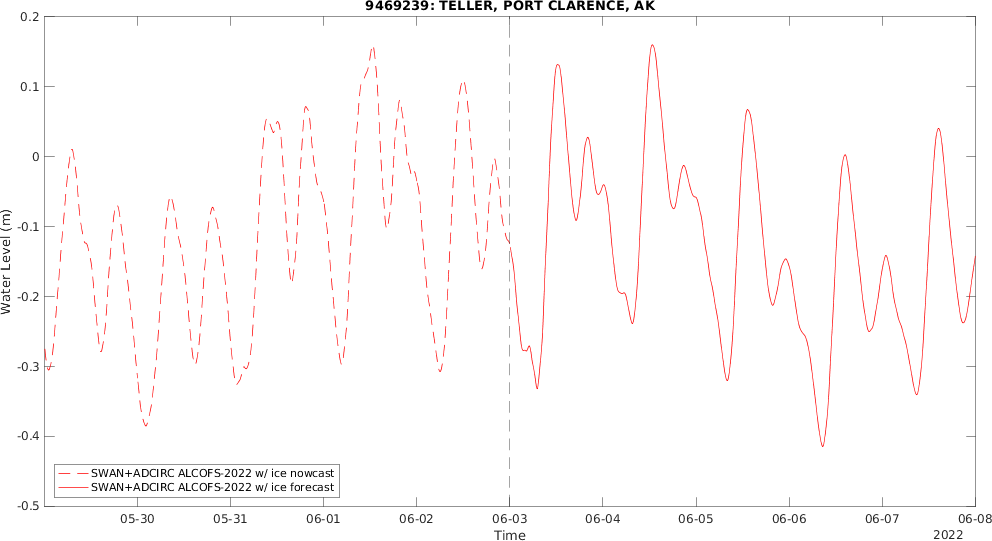 9469239: TELLER, PORT CLARENCE, AK
0.2
0.1
0
-0.1
-0.2
-0.3
-0.4
-0.5
Water Level (m)
SWAN+ADCIRC ALCOFS-2022 w/ ice nowcast
SWAN+ADCIRC ALCOFS-2022 w/ ice forecast
05-30 05-31 06-01 06-02 06-03 06-04 06-05 06-06 06-07 06-08
Time
2022